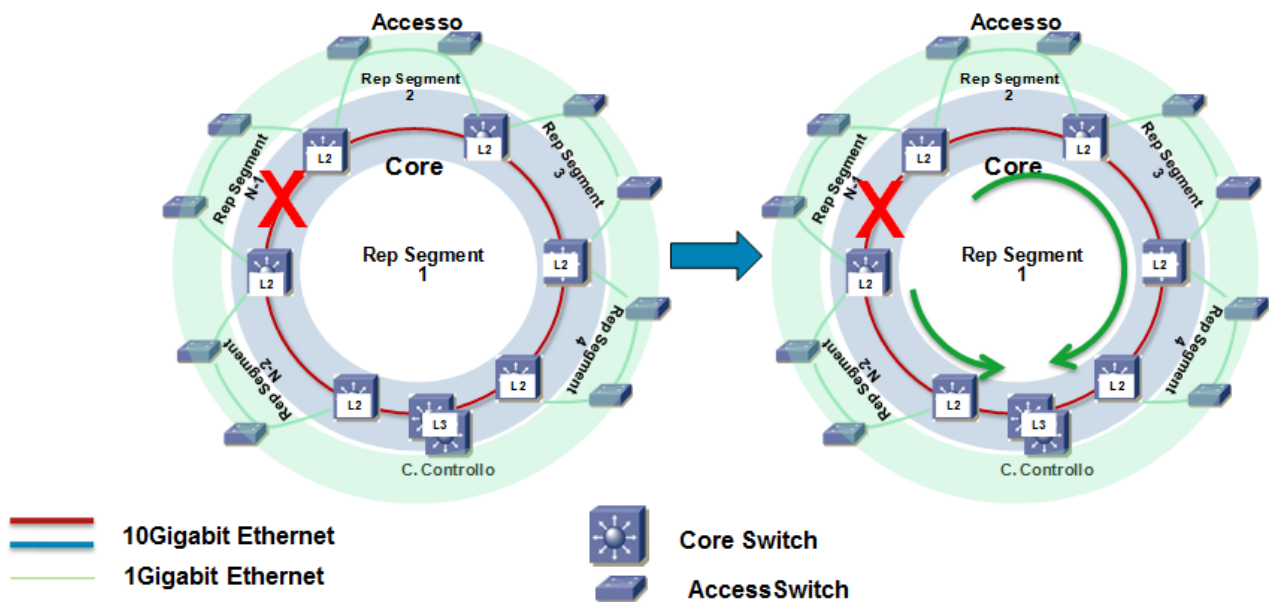 Accesso
Rep Segment
2
Rep Segment
3
Rep Segment
N-1
L2
L2
Core
Rep Segment
1
L2
L2
Rep Segment
4
Rep Segment
N-2
L2
L2
L3
C. Controllo
Accesso
Rep Segment
2
Rep Segment
3
Rep Segment
N-1
L2
L2
Core
Rep Segment
1
L2
L2
Rep Segment
4
Rep Segment
N-2
L2
L2
L3
C. Controllo
10Gigabit Ethernet
1Gigabit Ethernet
Core Switch
AccessSwitch